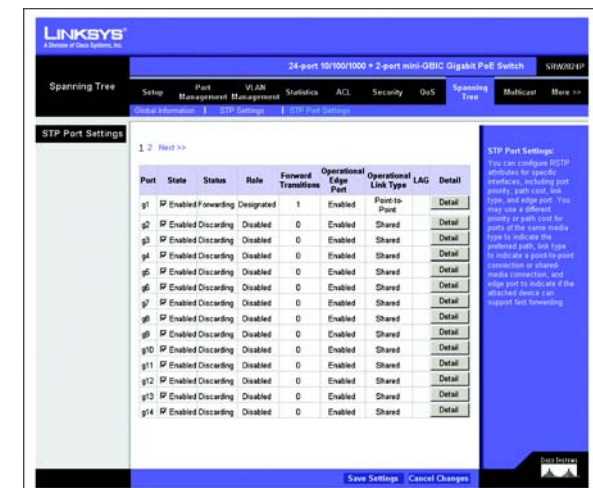 LINKSYS®
A Division of Cisco Systems, Inc.
24-port 10/100/1000 + 2-port mini-GBIC Gigabit PoE Switch SRW2024P
Spanning Tree
Setup Port Management VLAN Management Statistics ACL Security QoS Spanning Tree Multicast More >>
Global Information | STP Settings | STP Port Settings
STP Port Settings
1 2 Next >>
Port State Status Role Forward Transitions Operational Edge Port Operational Link Type LAG Detail
g1 Enabled Forwarding Designated 1 Enabled Point-to-Point Detail
g2 Enabled Discarding Disabled 0 Enabled Shared Detail
g3 Enabled Discarding Disabled 0 Enabled Shared Detail
g4 Enabled Discarding Disabled 0 Enabled Shared Detail
g5 Enabled Discarding Disabled 0 Enabled Shared Detail
g6 Enabled Discarding Disabled 0 Enabled Shared Detail
g7 Enabled Discarding Disabled 0 Enabled Shared Detail
g8 Enabled Discarding Disabled 0 Enabled Shared Detail
g9 Enabled Discarding Disabled 0 Enabled Shared Detail
g10 Enabled Discarding Disabled 0 Enabled Shared Detail
g11 Enabled Discarding Disabled 0 Enabled Shared Detail
g12 Enabled Discarding Disabled 0 Enabled Shared Detail
g13 Enabled Discarding Disabled 0 Enabled Shared Detail
g14 Enabled Discarding Disabled 0 Enabled Shared Detail
STP Port Settings:
You can configure RSTP
attributes for specific
interfaces, including port
priority, path cost, link
type, and edge port. You
may use a different
priority or path cost for
ports of the same media
type to indicate the
preferred path, link type
to indicate a point-to-point
connection or shared-
media connection, and
edge port to indicate if the
attached device can
support fast forwarding.
Save Settings Cancel Changes
CISCO SYSTEMS